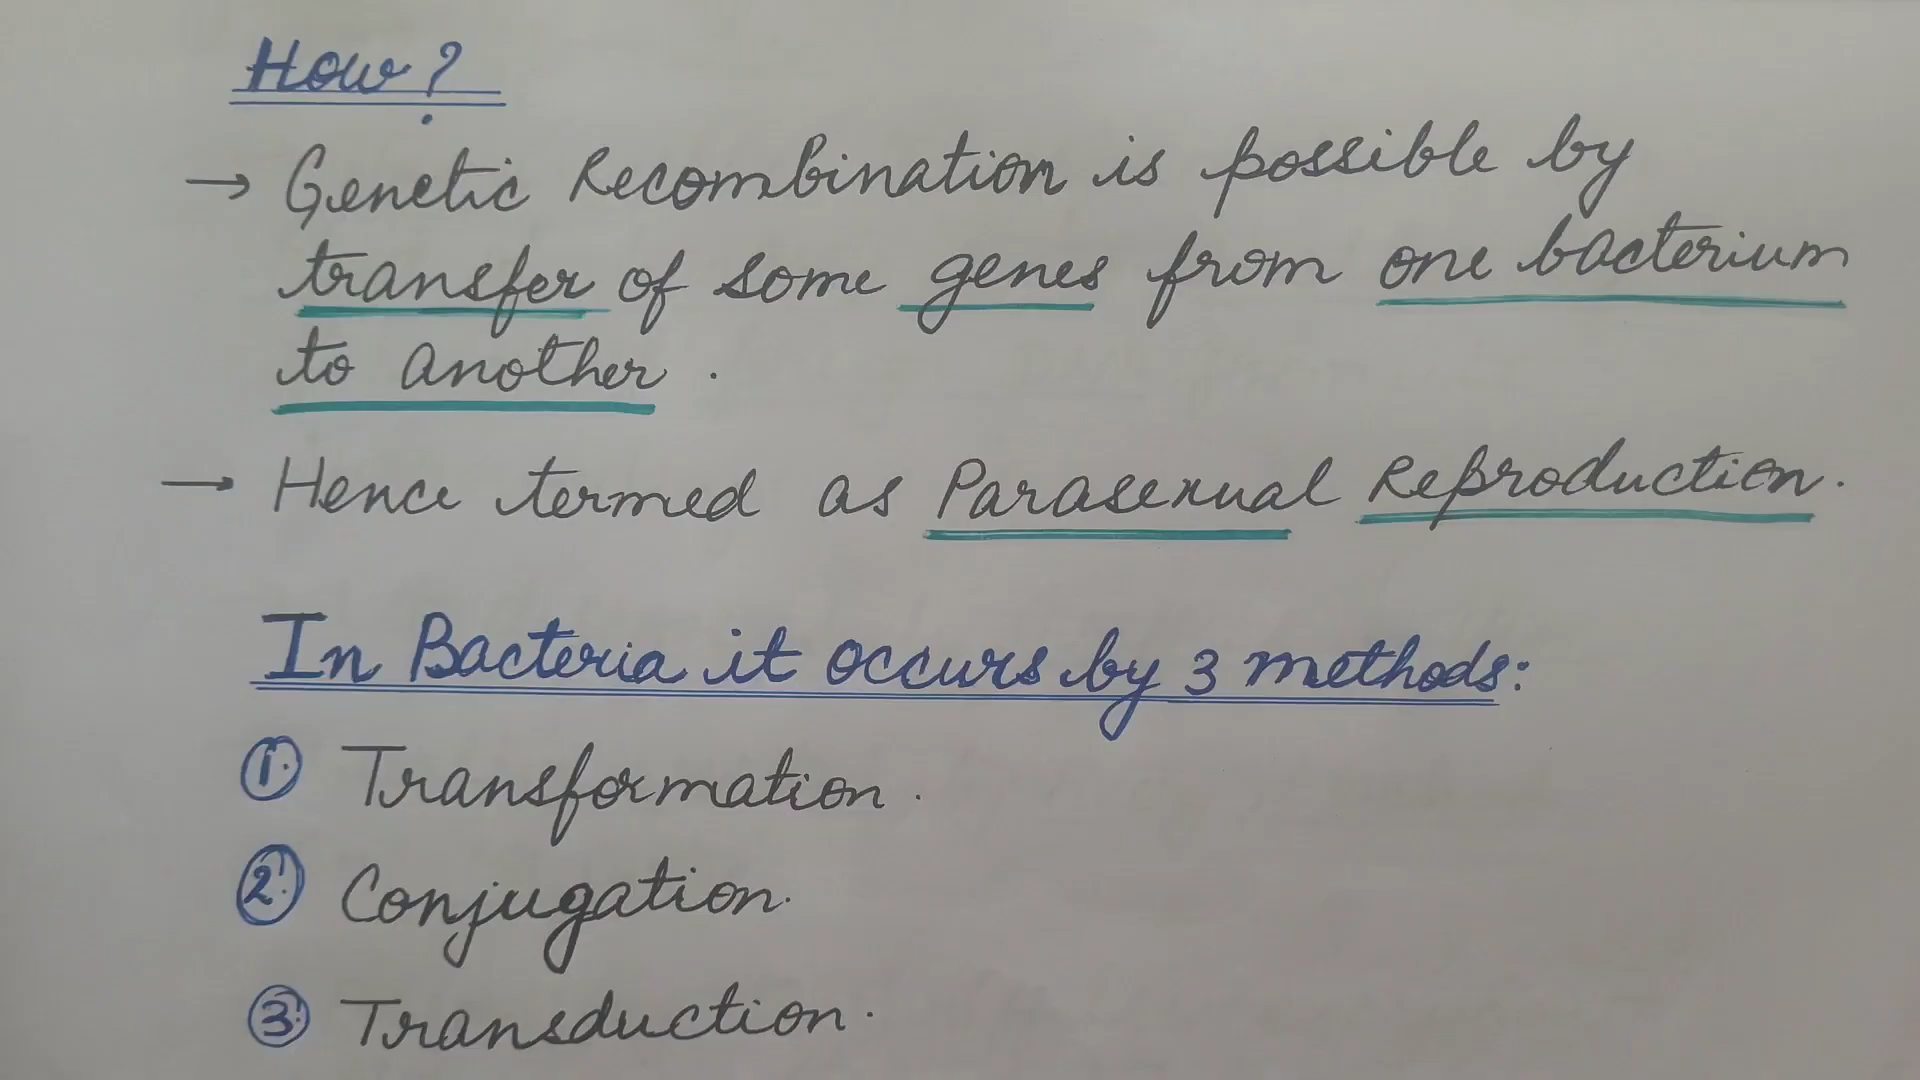 How?
→ Genetic Recombination is possible by
transfer of some genes from one bacterium
to another.
→ Hence termed as Parasexual Reproduction.
In Bacteria it occurs by 3 methods:
1. Transformation.
2. Conjugation.
3. Transduction.